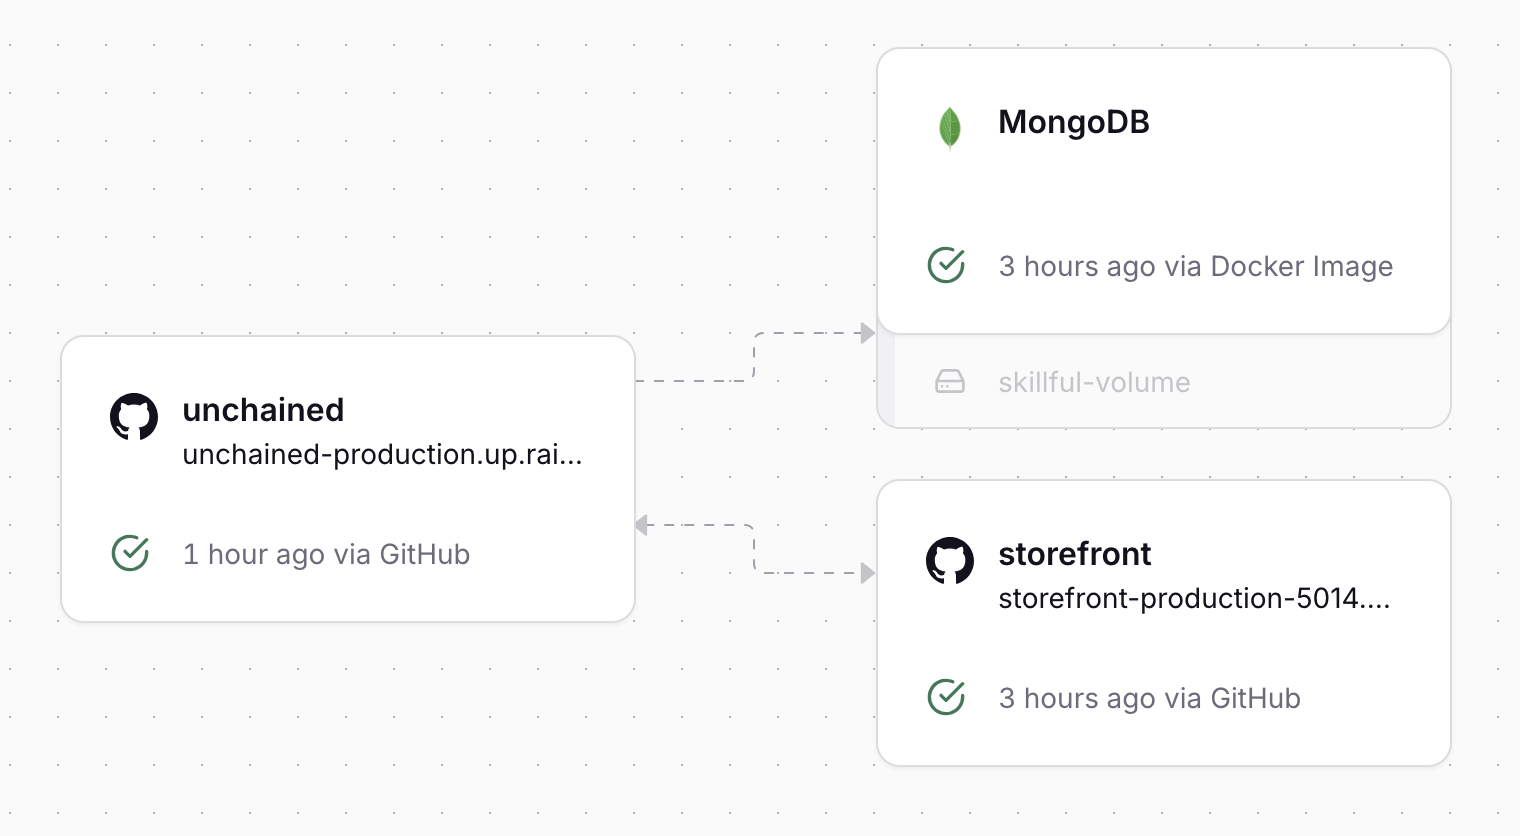 MongoDB
3 hours ago via Docker Image
skillful-volume
unchained
unchained-production.up.rai...
1 hour ago via GitHub
storefront
storefront-production-5014....
3 hours ago via GitHub